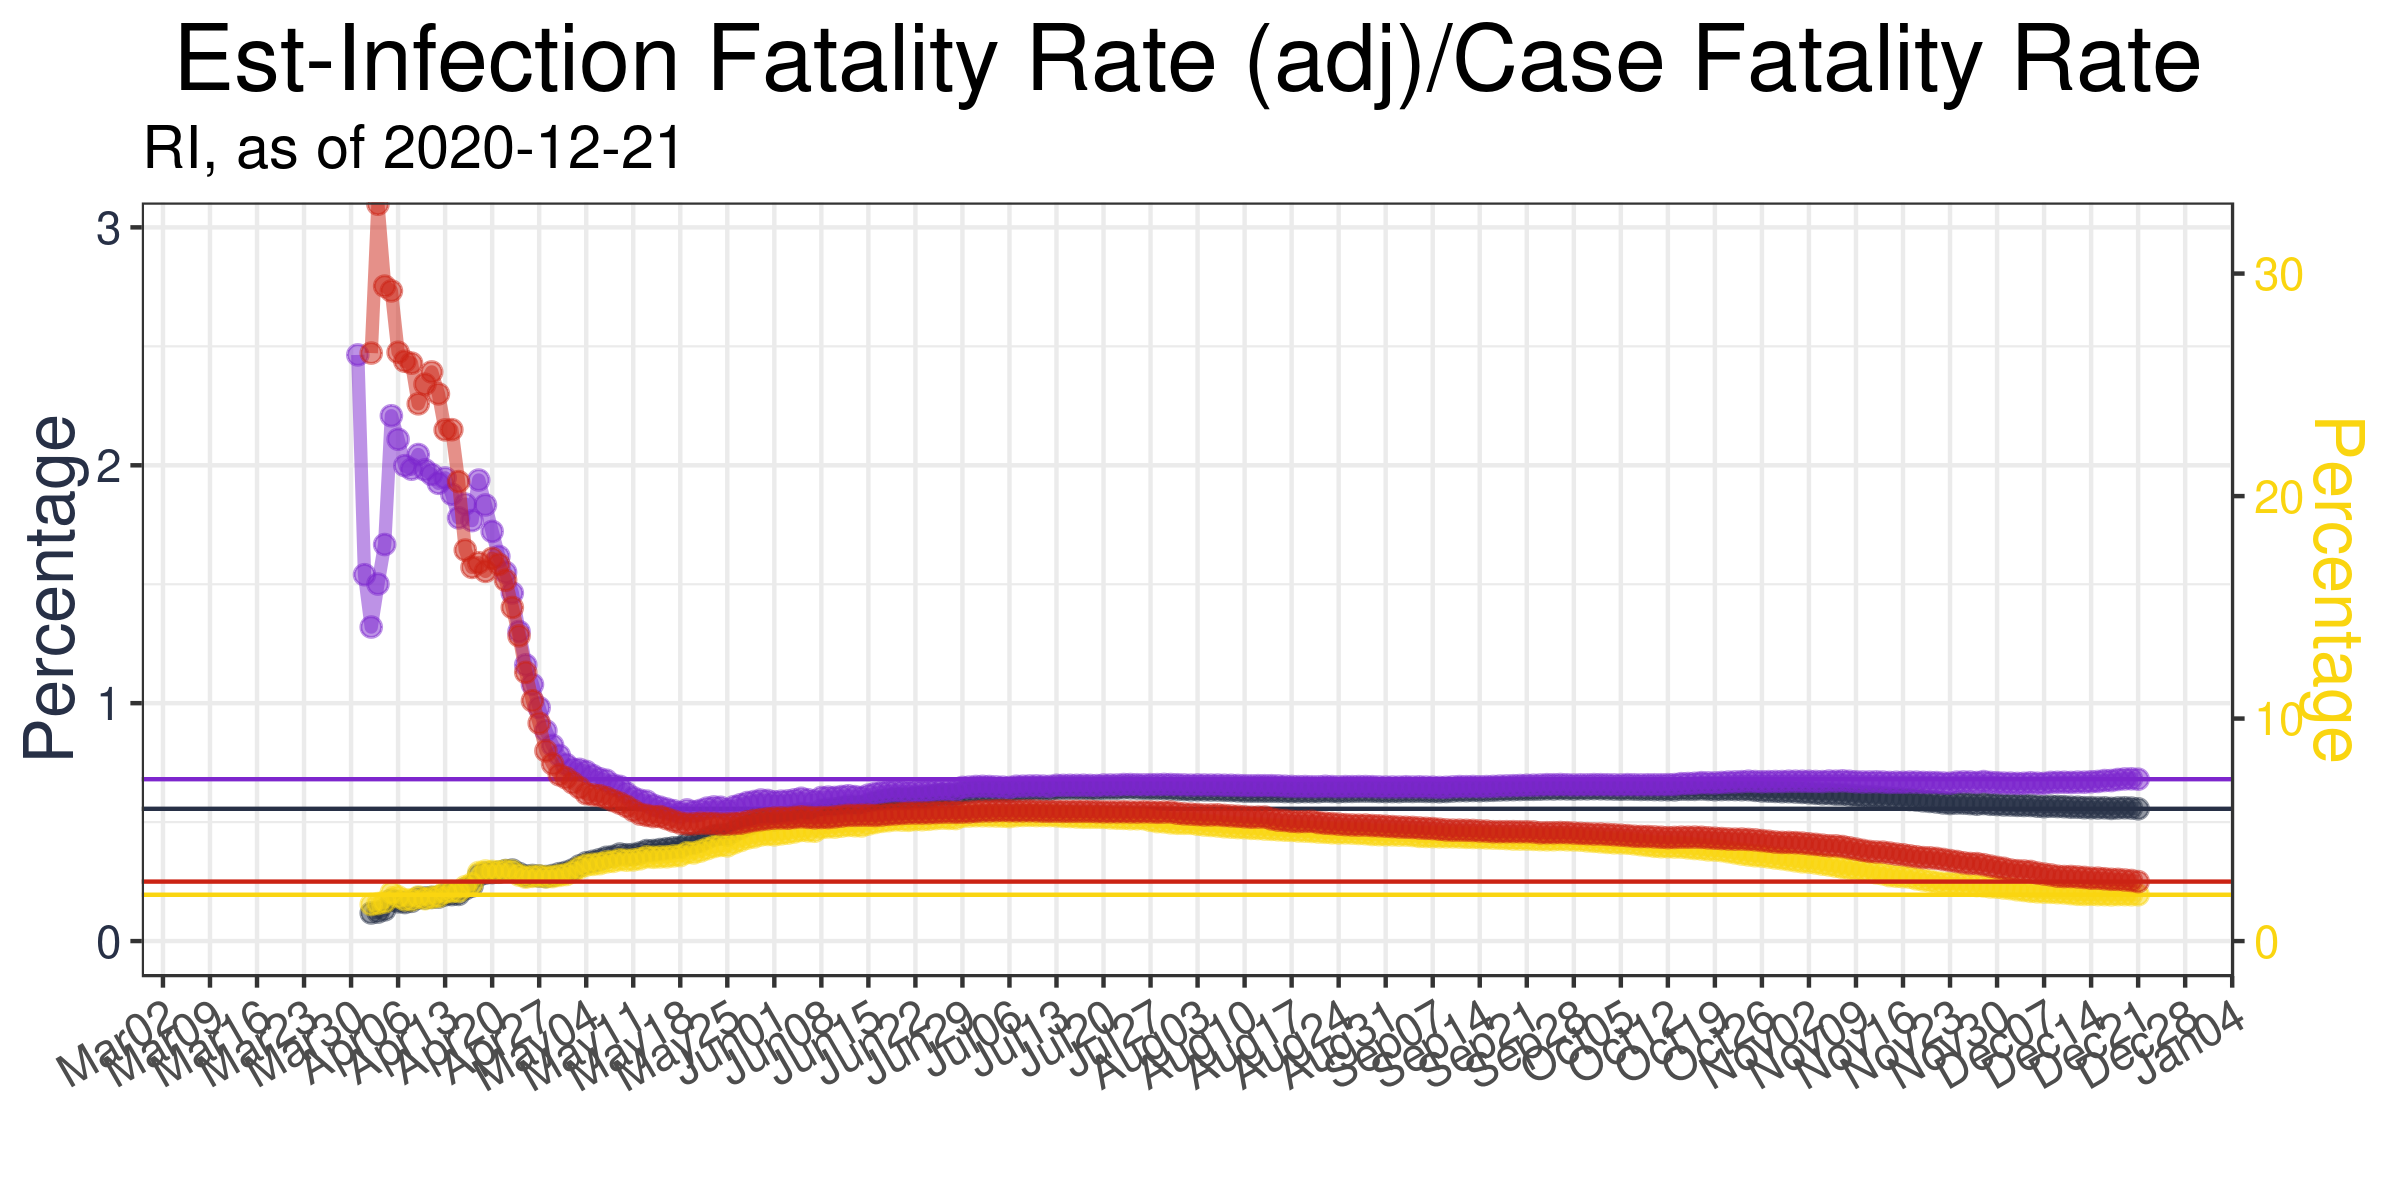 Est-Infection Fatality Rate (adj)/Case Fatality Rate
RI, as of 2020-12-21
Percentage
3
2
1
0
30
20
10
0
Percentage
Mar02
Mar09
Mar16
Mar23
Mar30
Apr06
Apr13
Apr20
Apr27
May04
May11
May18
May25
Jun01
Jun08
Jun15
Jun22
Jun29
Jul06
Jul13
Jul20
Jul27
Aug03
Aug10
Aug17
Aug24
Aug31
Sep07
Sep14
Sep21
Sep28
Oct05
Oct12
Oct19
Oct26
Nov02
Nov09
Nov16
Nov23
Nov30
Dec07
Dec14
Dec21
Dec28
Jan04